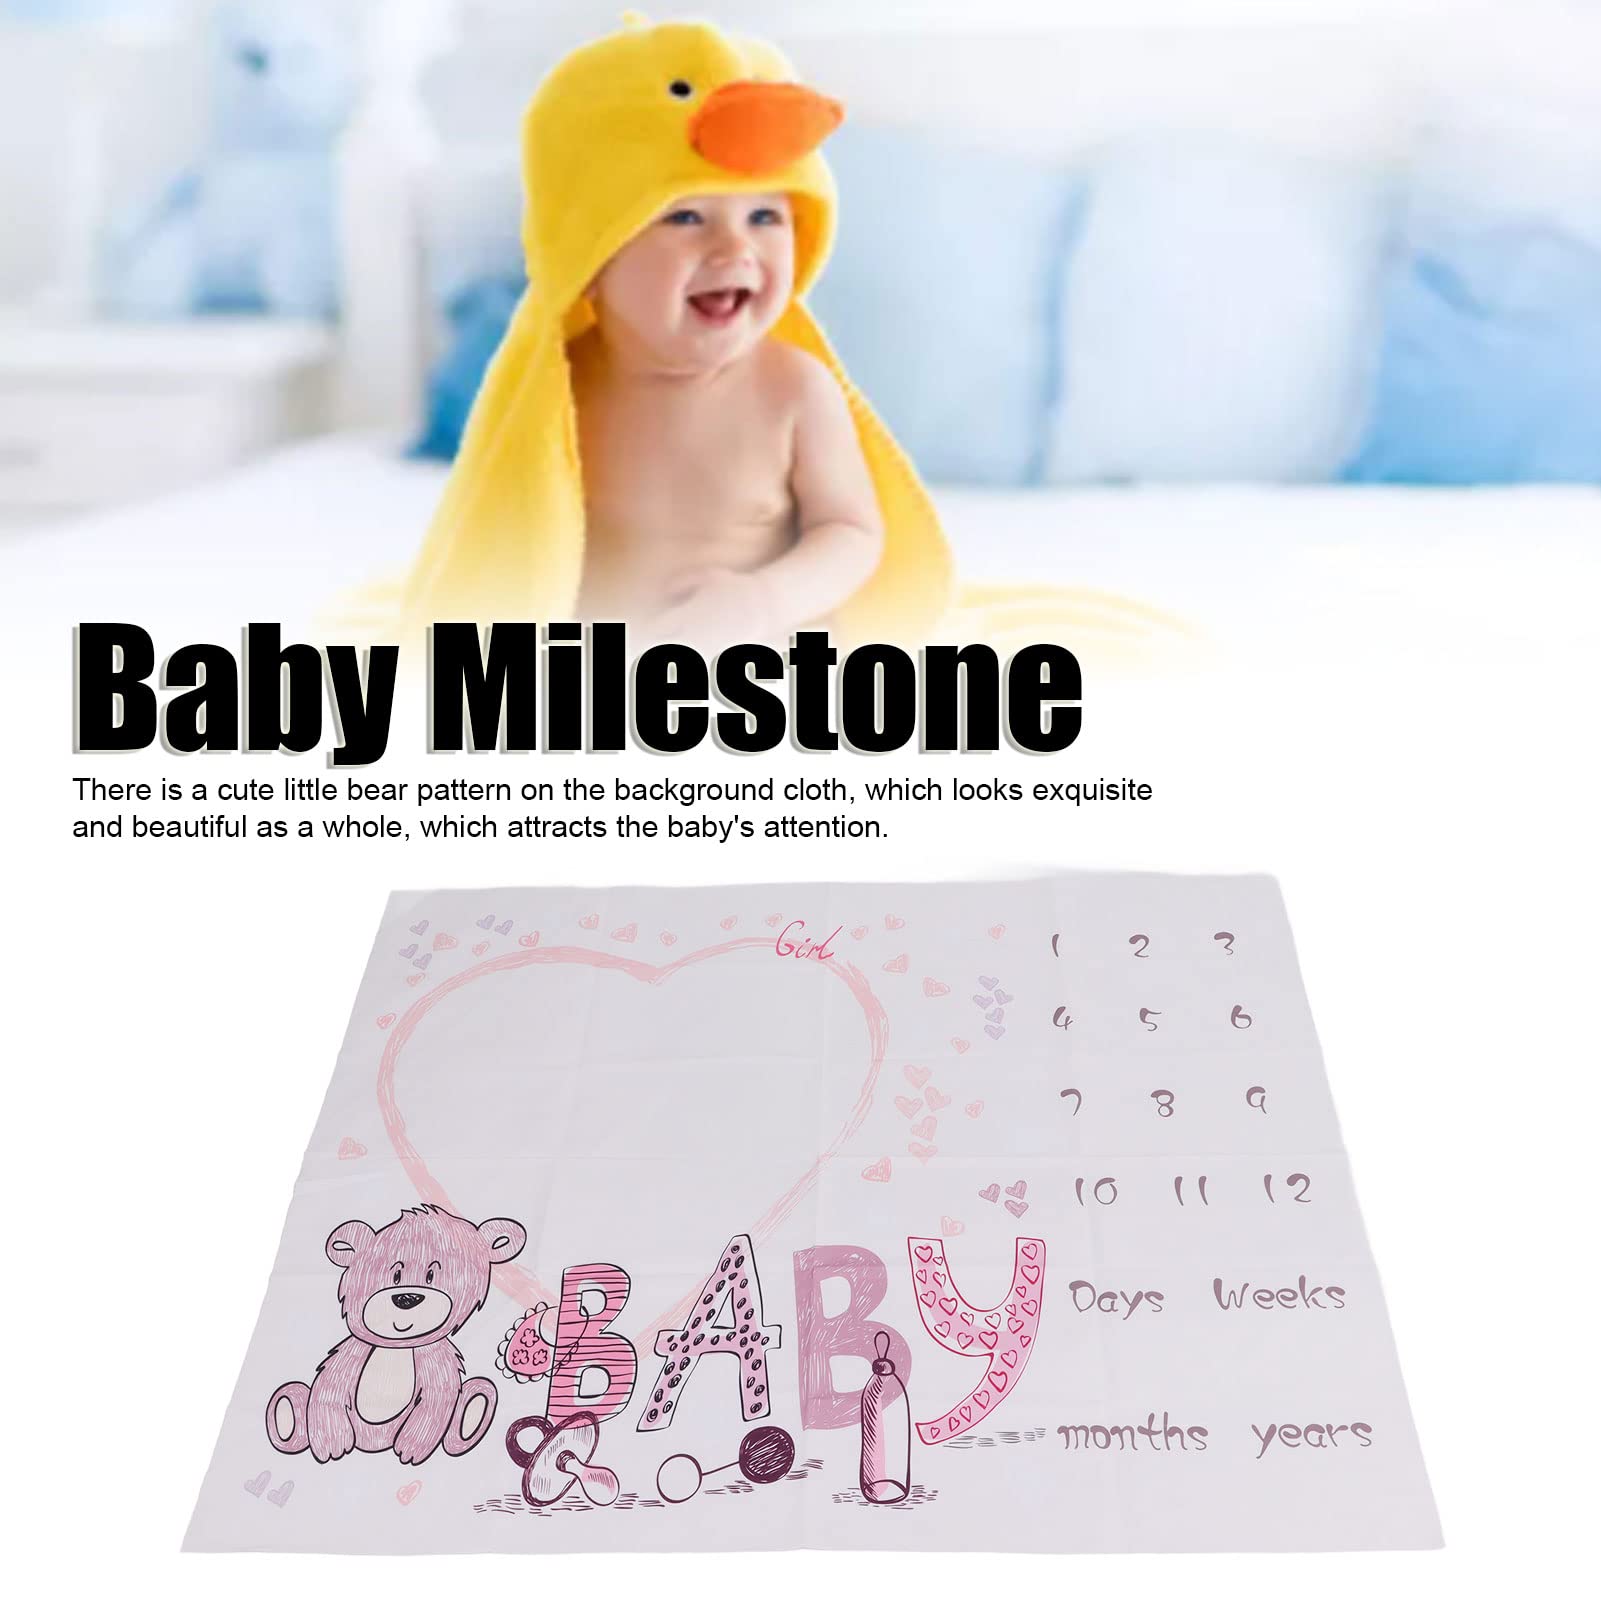 Baby Milestone
There is a cute little bear pattern on the background cloth, which looks exquisite
and beautiful as a whole, which attracts the baby's attention.
Girl
1 2 3
4 5 6
7 8 9
10 11 12
BABY
Days Weeks
months years